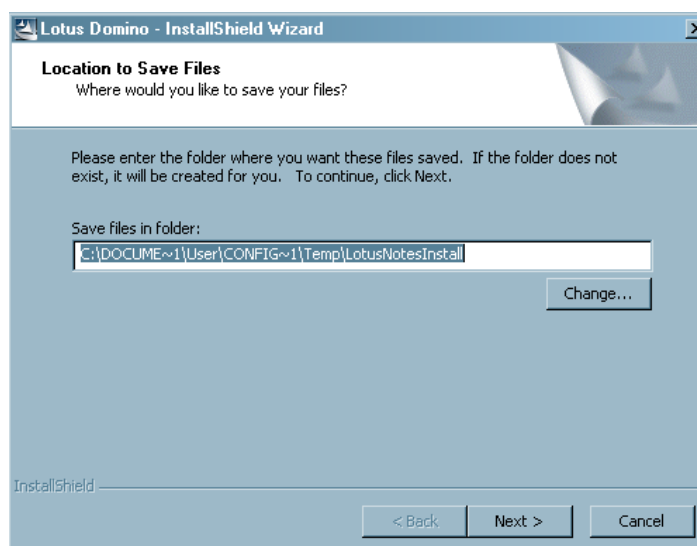 Lotus Domino - InstallShield Wizard
Location to Save Files
Where would you like to save your files?
Please enter the folder where you want these files saved.  If the folder does not
exist, it will be created for you.   To continue, click Next.
Save files in folder:
C:\DOCUME~1\User\CONFIG~1\Temp\LotusNotesInstall
Change...
InstallShield
< Back
Next >
Cancel